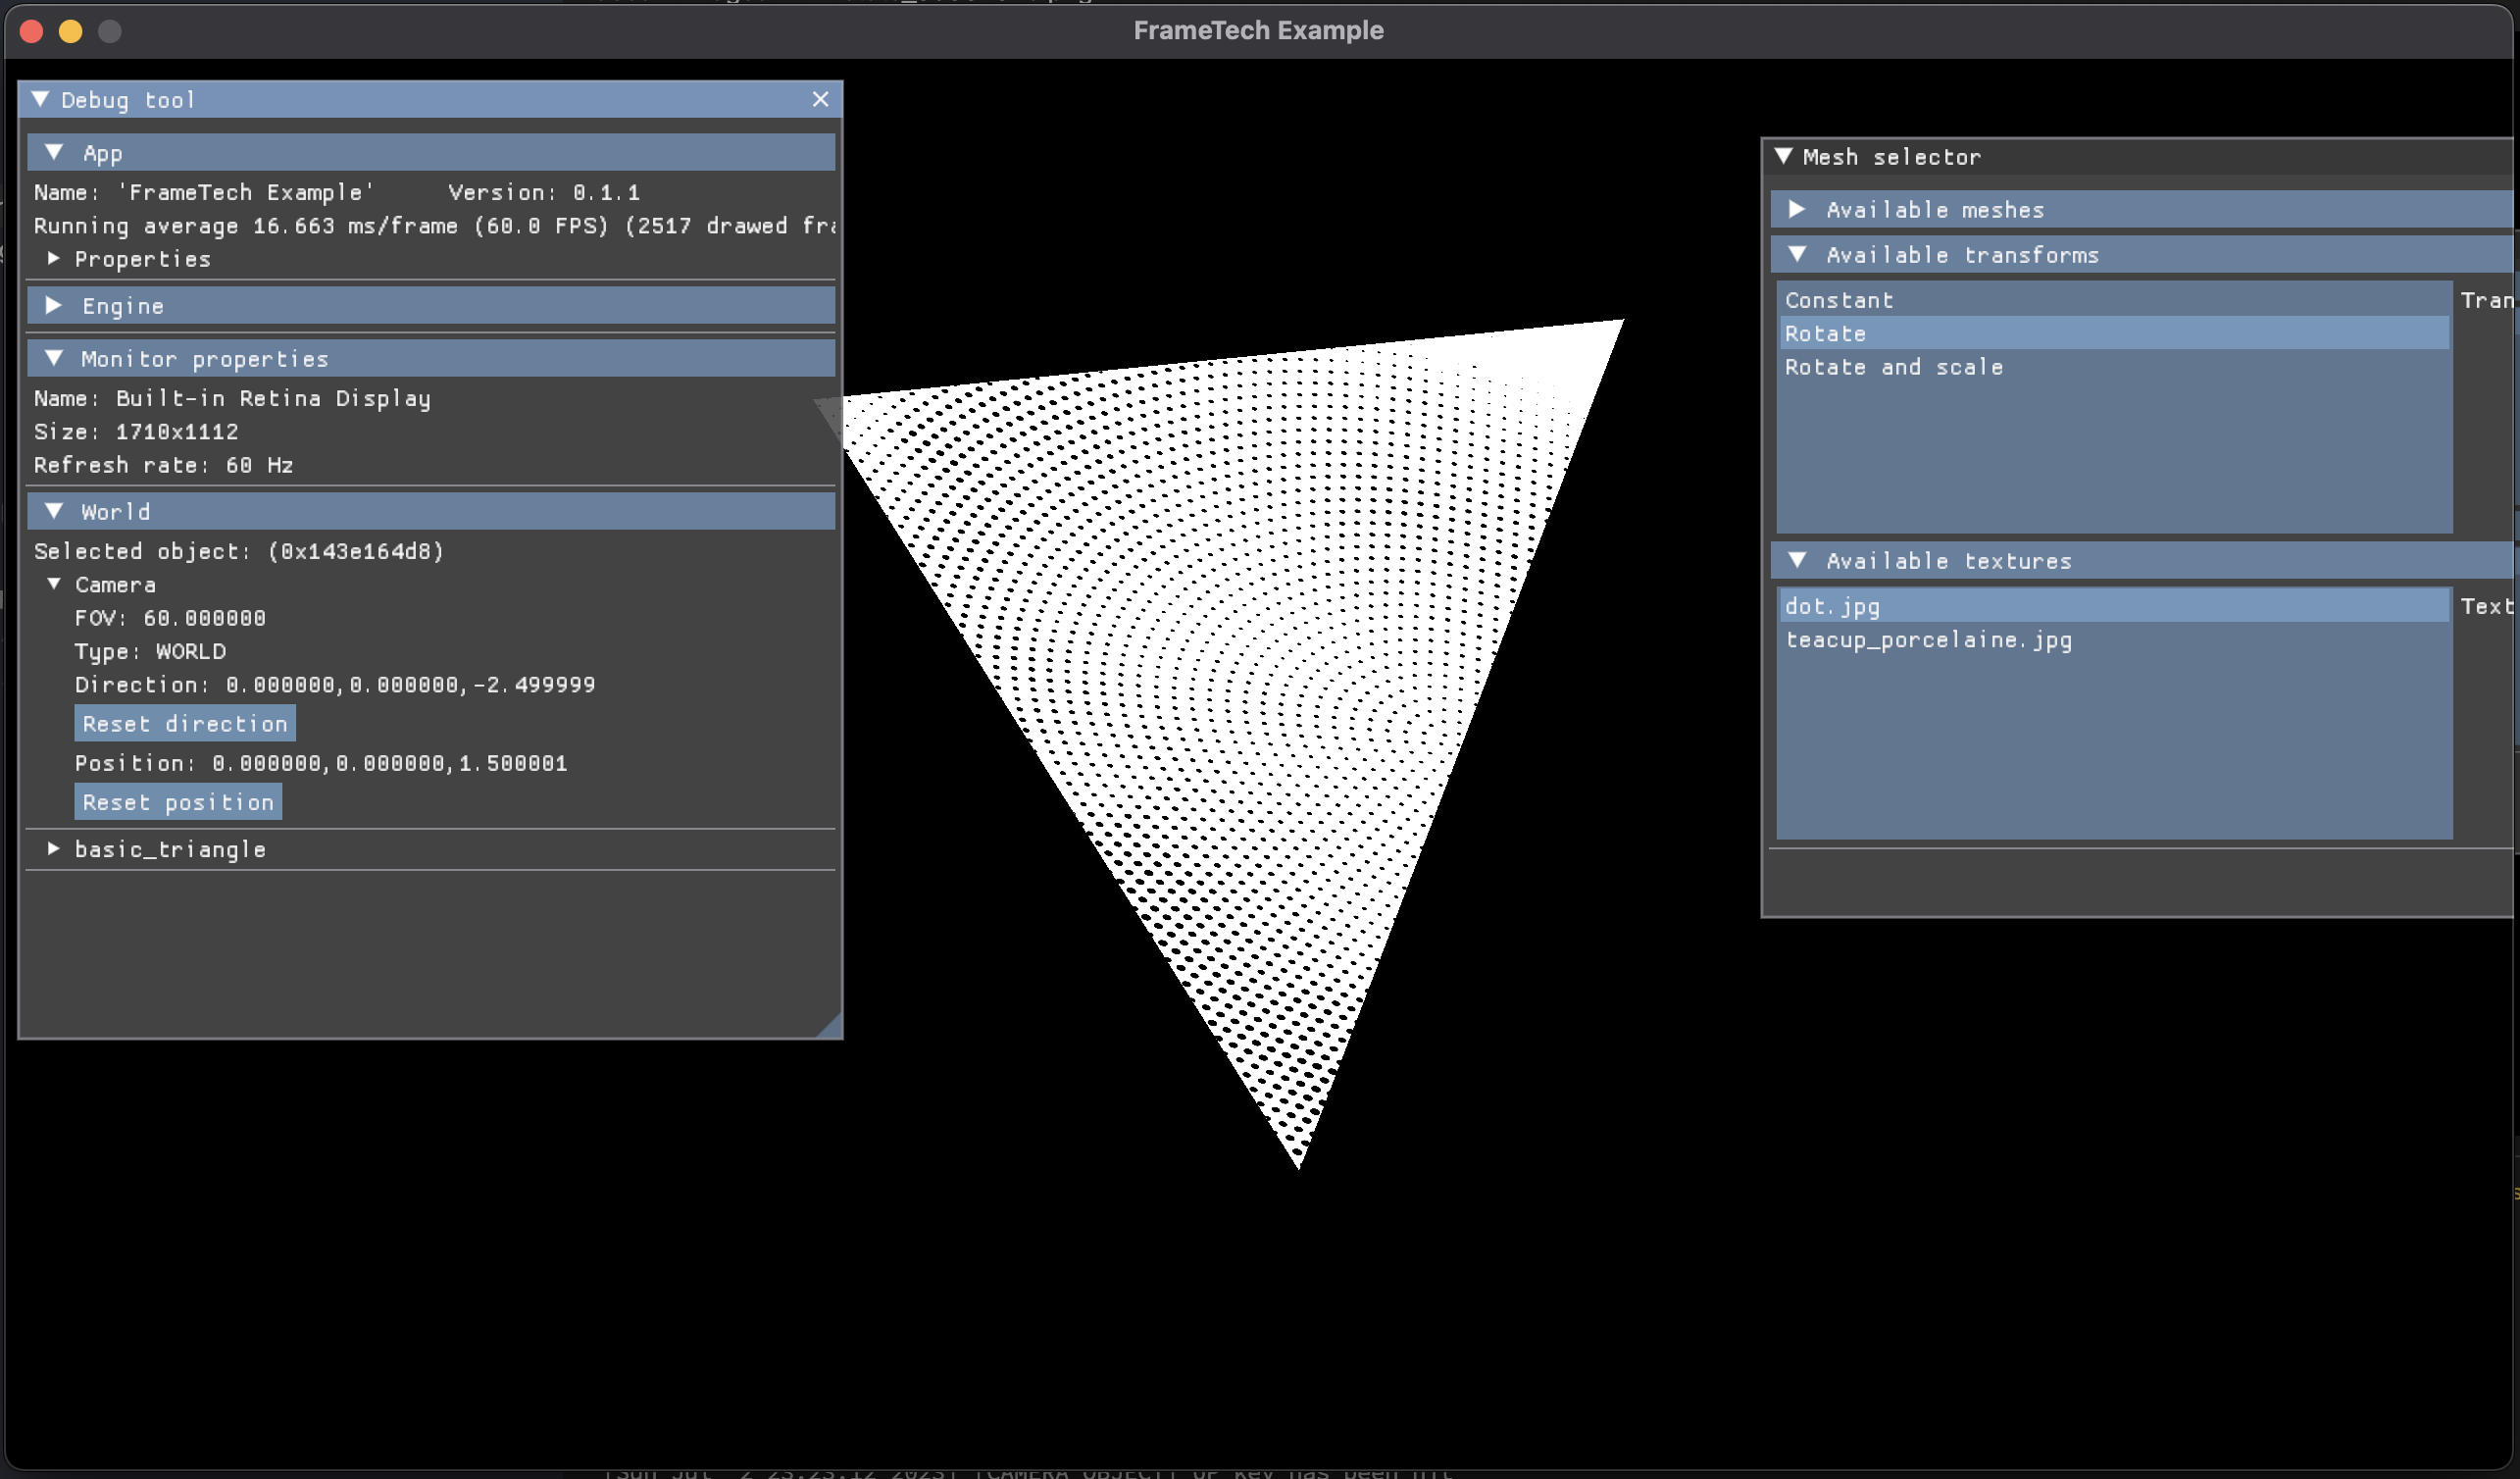 FrameTech Example
Debug tool
App
Name: 'FrameTech Example' Version: 0.1.1
Running average 16.663 ms/frame (60.0 FPS) (2517 drawed
Properties
Engine
Monitor properties
Name: Built-in Retina Display
Size: 1710x1112
Refresh rate: 60 Hz
World
Selected object: (0x143e164d8)
Camera
FOV: 60.000000
Type: WORLD
Direction: 0.000000,0.000000,-2.499999
Reset direction
Position: 0.000000,0.000000,1.500001
Reset position
basic_triangle
Mesh selector
Available meshes
Available transforms
Constant
Rotate
Rotate and scale
Tran
Available textures
dot.jpg
teacup_porcelaine.jpg
Text